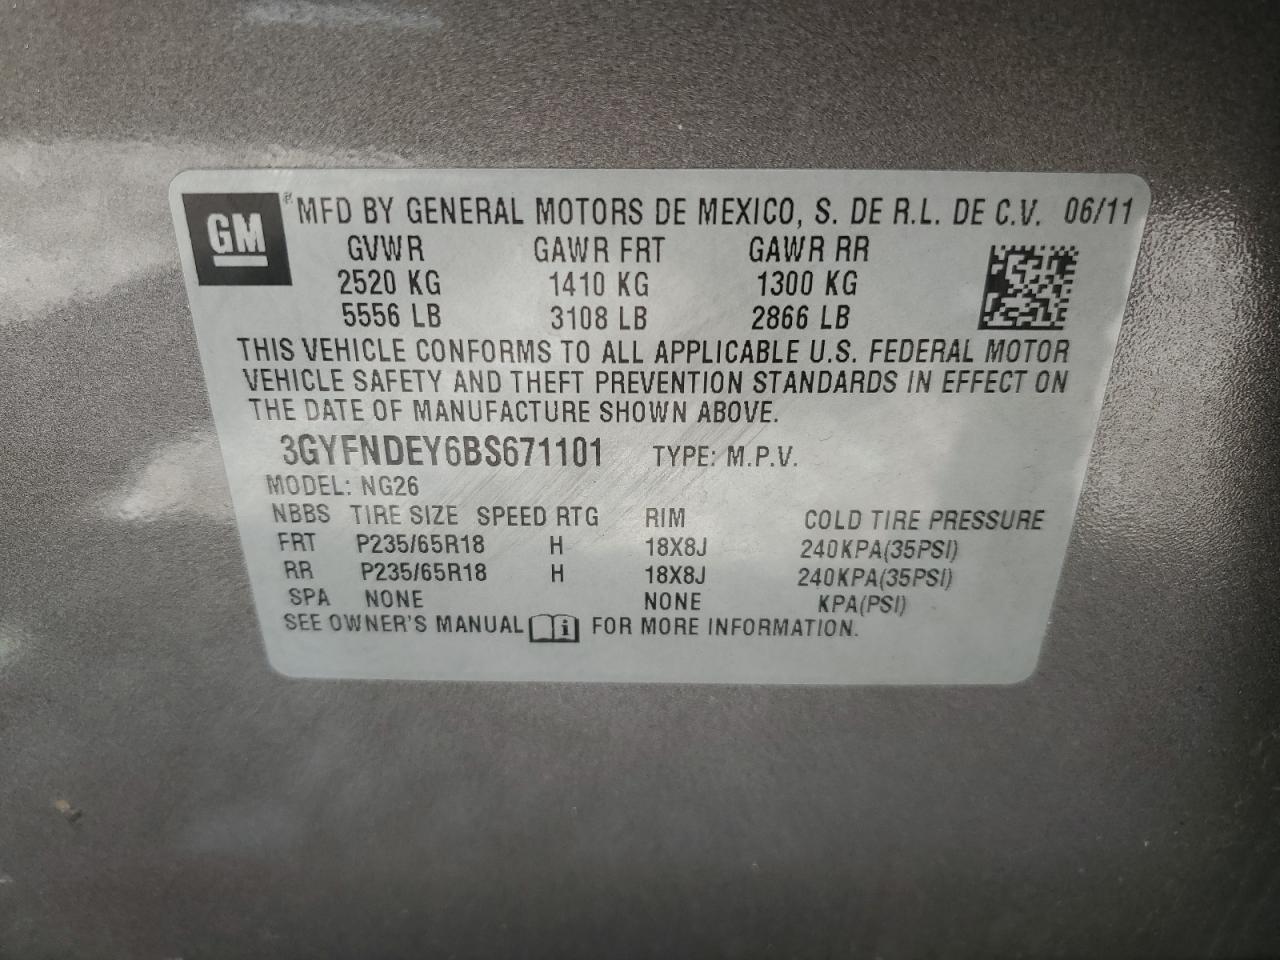 GM ® MFD BY GENERAL MOTORS DE MEXICO, S. DE R.L. DE C.V. 06/11
GVWR GAWR FRT GAWR RR
2520 KG 1410 KG 1300 KG
5556 LB 3108 LB 2866 LB
THIS VEHICLE CONFORMS TO ALL APPLICABLE U.S. FEDERAL MOTOR
VEHICLE SAFETY AND THEFT PREVENTION STANDARDS IN EFFECT ON
THE DATE OF MANUFACTURE SHOWN ABOVE.
3GYFNDEY6BS671101 TYPE: M.P.V.
MODEL: NG26
NBBS TIRE SIZE SPEED RTG RIM COLD TIRE PRESSURE
FRT P235/65R18 H 18X8J 240KPA(35PSI)
RR P235/65R18 H 18X8J 240KPA(35PSI)
SPA NONE NONE KPA(PSI)
SEE OWNER'S MANUAL i FOR MORE INFORMATION.